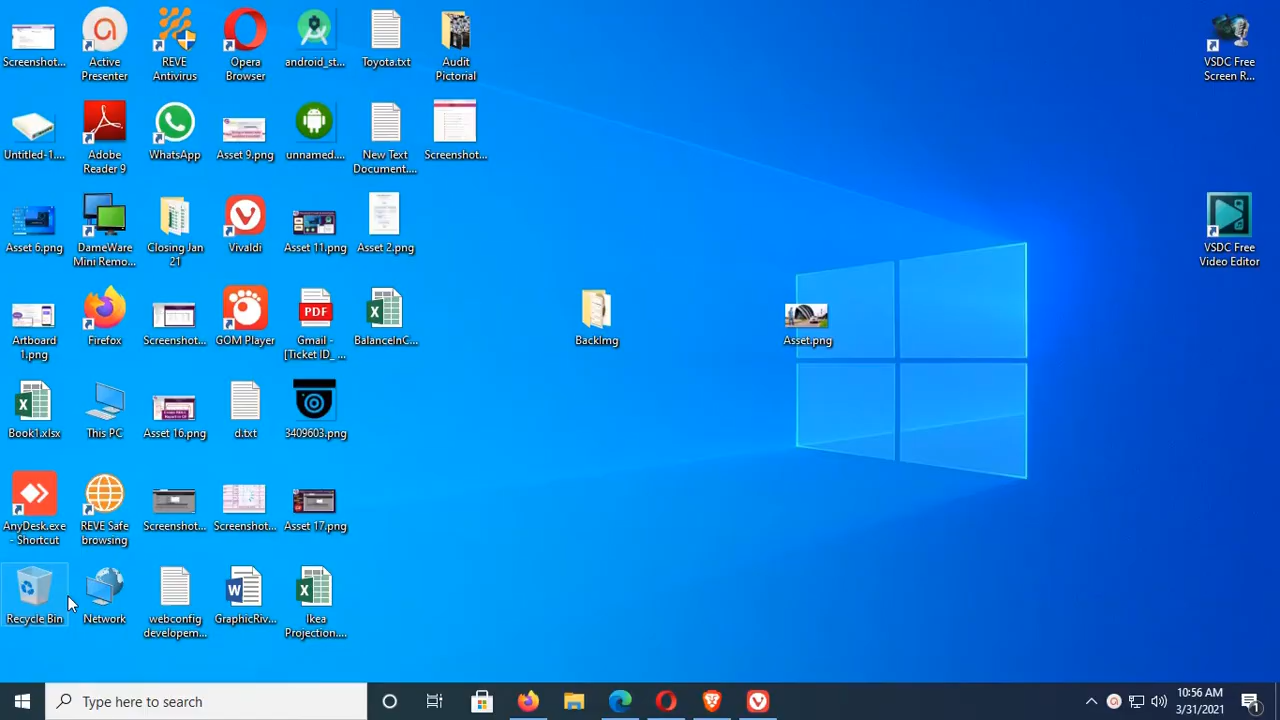 Screenshot...
Active
Presenter
REVE
Antivirus
Opera
Browser
android_st...
Toyota.txt
Audit
Pictorial
VSDC Free
Screen R...
Untitled-1....
Adobe
Reader 9
WhatsApp
Asset 9.png
unnamed....
New Text
Document....
Screenshot...
Asset 6.png
DameWare
Mini Remo...
Closing Jan
21
Vivaldi
Asset 11.png
Asset 2.png
VSDC Free
Video Editor
Artboard
1.png
Firefox
Screenshot...
GOM Player
PDF
Gmail -
[Ticket ID_ ...
BalanceInC...
BackImg
Asset.png
Book1.xlsx
This PC
Asset 16.png
d.txt
3409603.png
AnyDesk.exe
- Shortcut
REVE Safe
browsing
Screenshot...
Screenshot...
Asset 17.png
Recycle Bin
Network
webconfig
developem...
GraphicRiv...
Ikea
Projection....
Type here to search
10:56 AM
3/31/2021
1